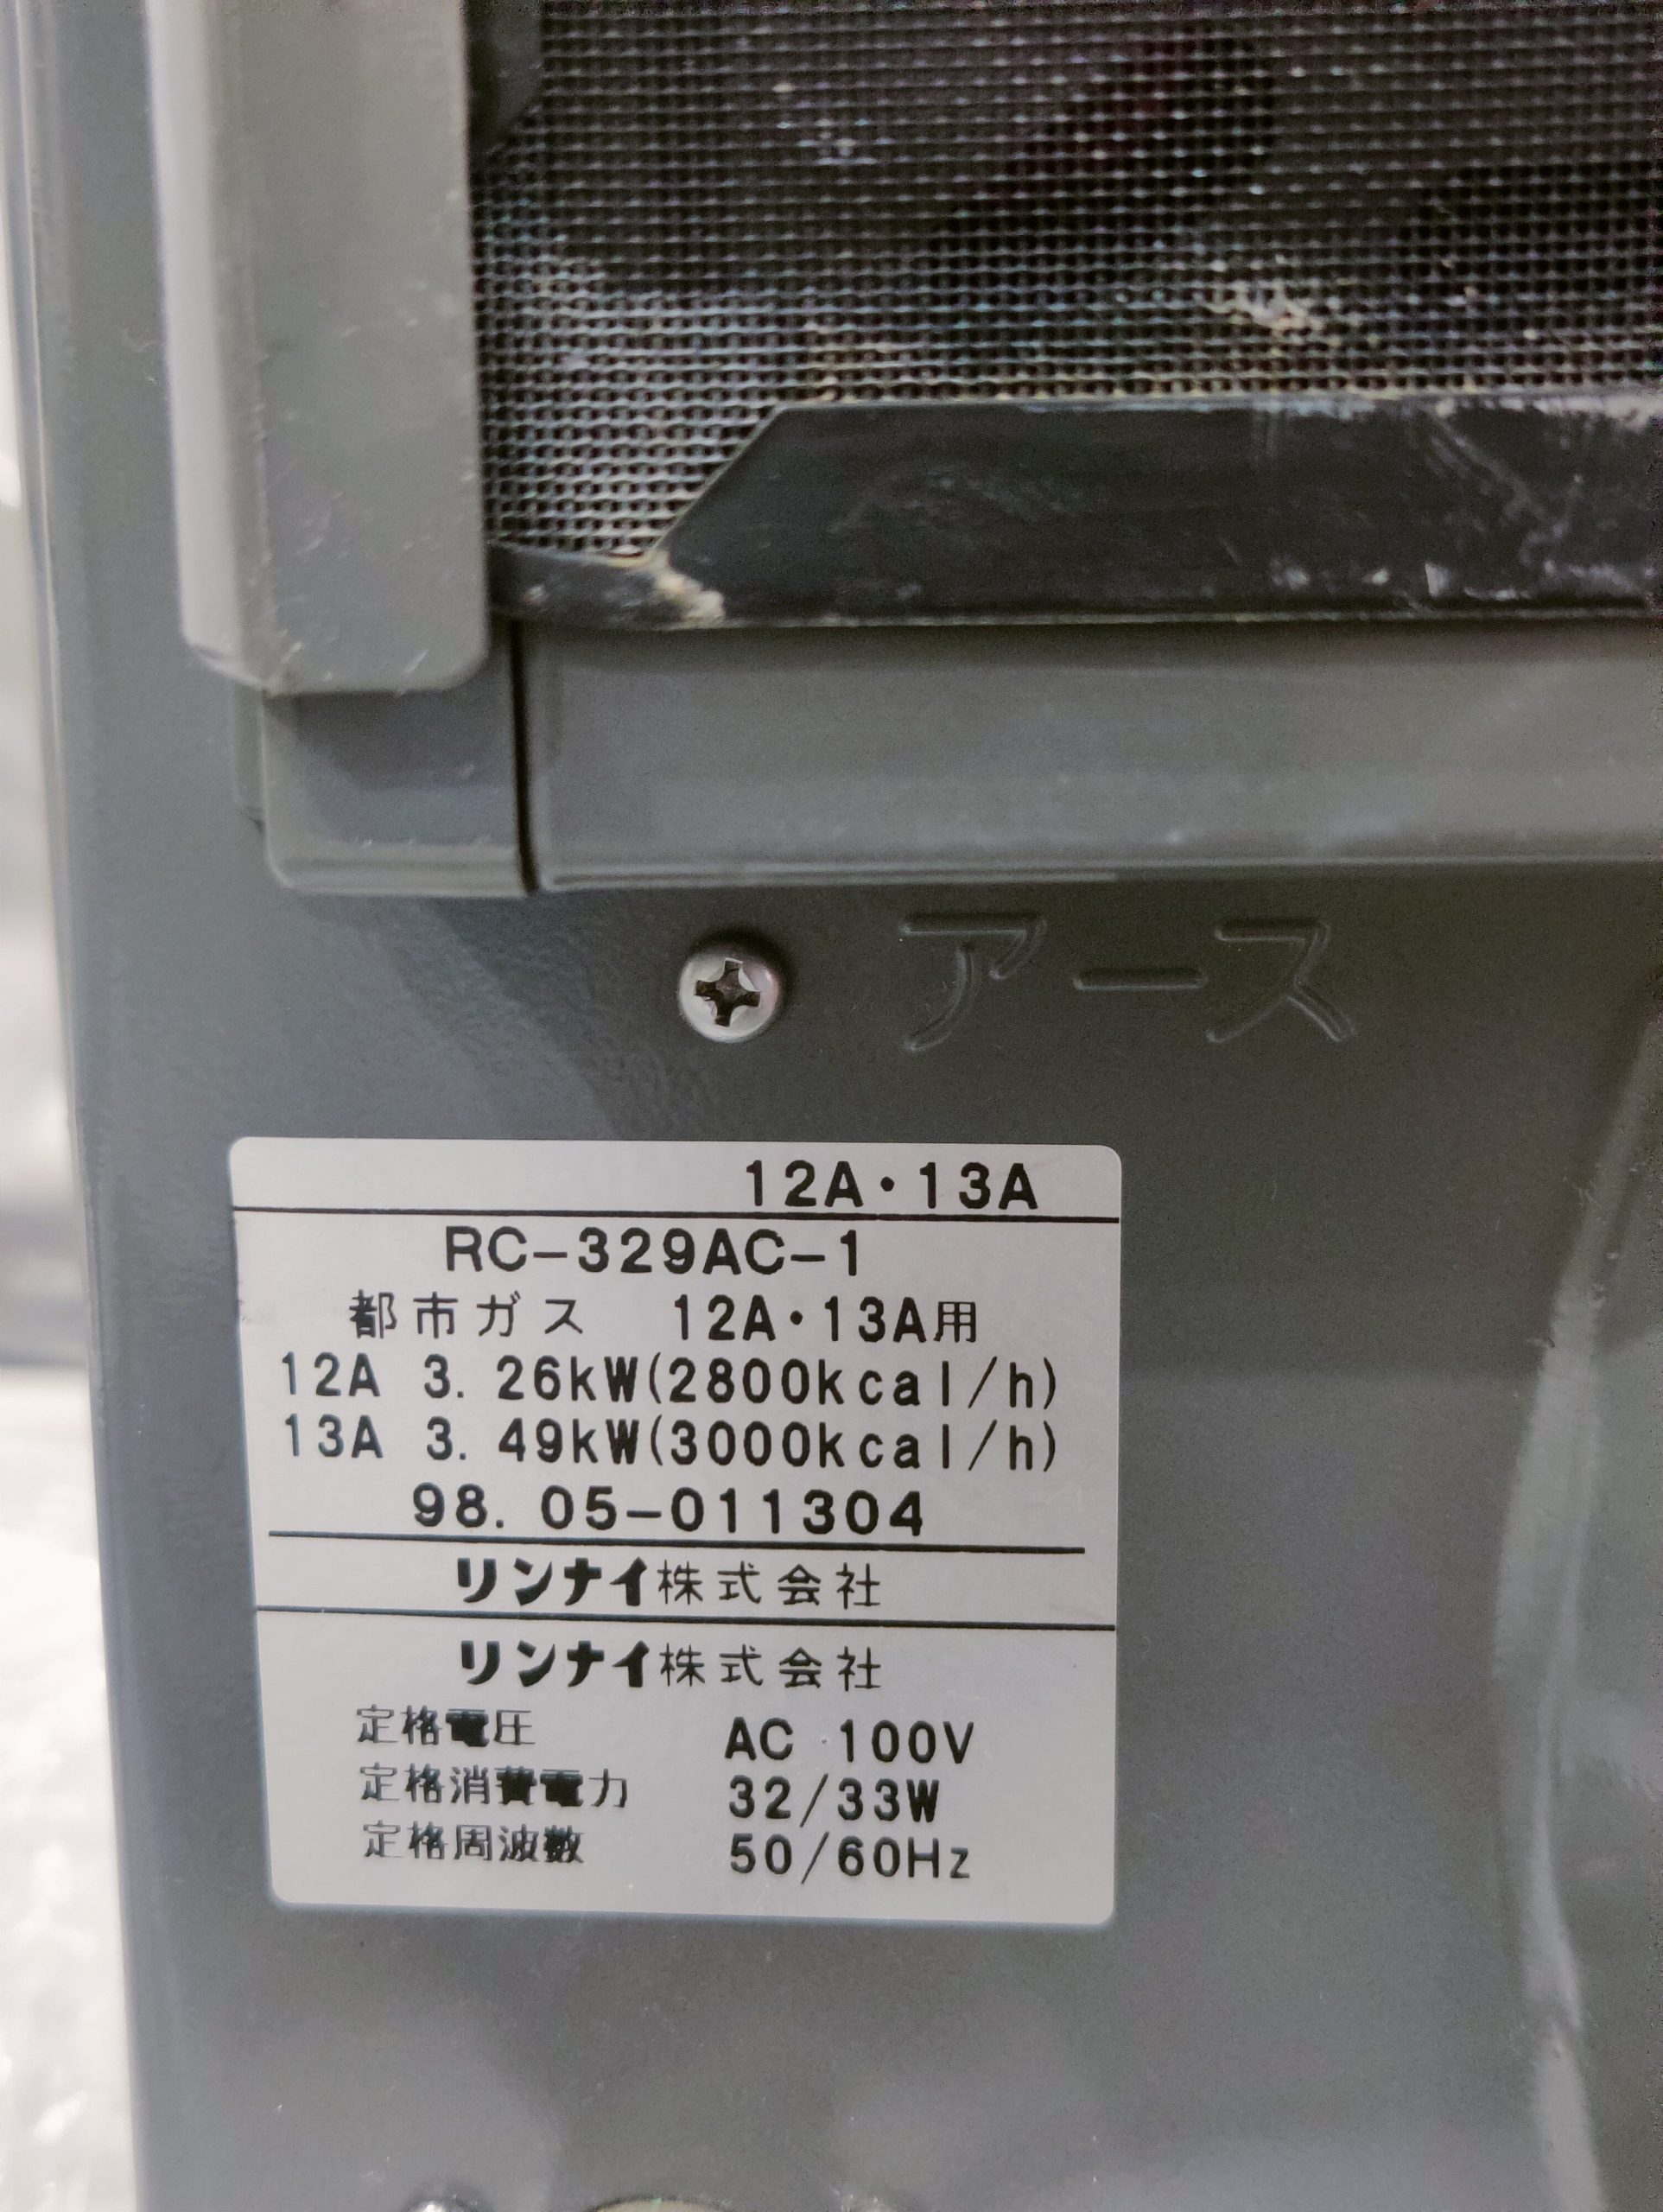 アース
12A・13A
RC-329AC-1
都市ガス 12A・13A用
12A 3. 26kW(2800kcal/h)
13A 3. 49kW(3000kcal/h)
98. 05-011304
リンナイ株式会社
リンナイ株式会社
定格電圧 AC 100V
定格消費電力 32/33W
定格周波数 50/60Hz